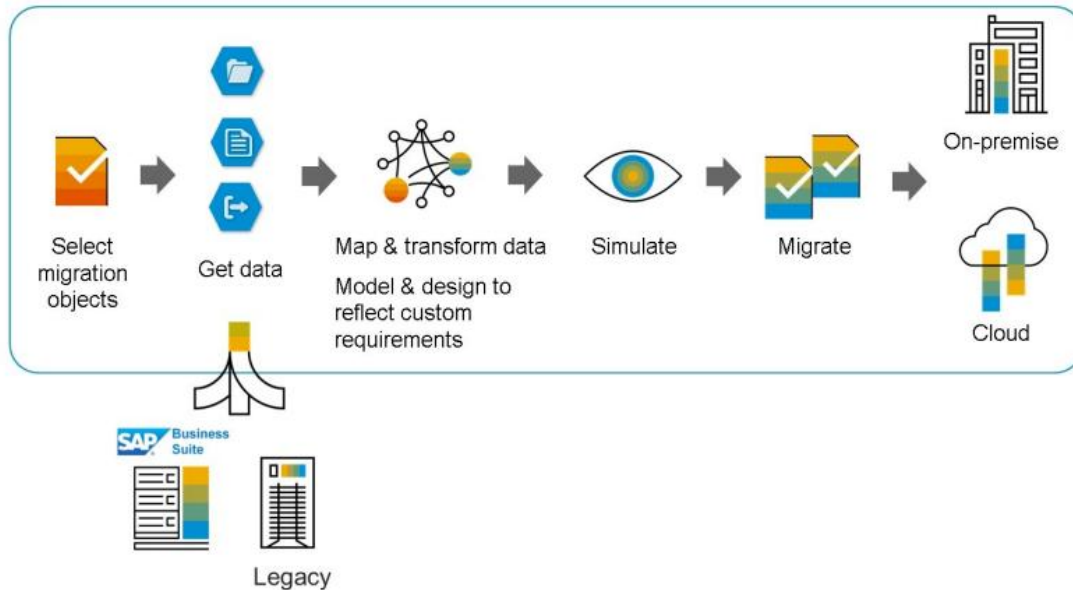 Select
migration
objects
Get data
Map & transform data
Model & design to
reflect custom
requirements
Simulate
Migrate
On-premise
Cloud
SAP Business
Suite
Legacy